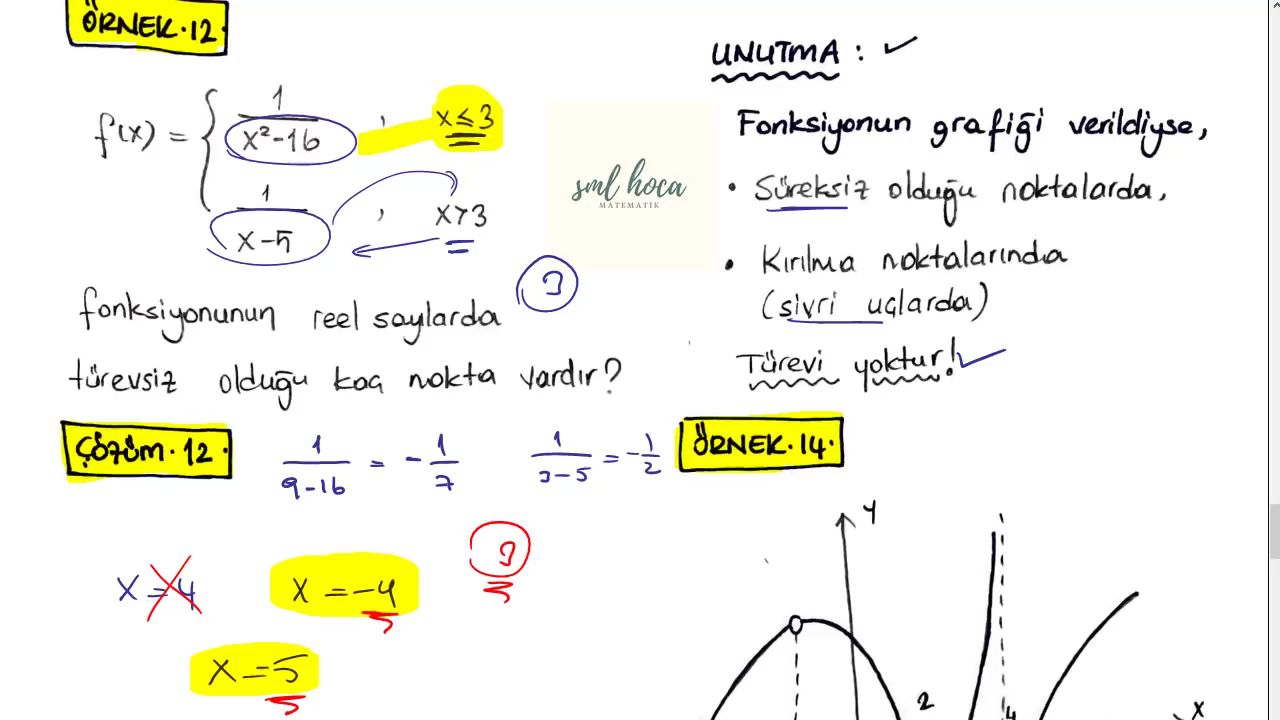 ÖRNEK.12.
f(x) = { 1/(x²-16) , x≤3
1/(x-5) , x>3
3
fonksiyonunun reel saylarda
türevsiz olduğu kaç nokta vardır?
ÇÖZÜM.12.
1/(9-16) = -1/7
1/(3-5) = -1/2
x=4
x=-4
3
x=5
sml hoca
MATEMATİK
UNUTMA : ✓
Fonksiyonun grafiği verildiyse,
• Süreksiz olduğu noktalarda,
• Kırılma noktalarında
(sivri uçlarda)
Türevi yoktur! ✓
ÖRNEK.14.
y
2
4
x